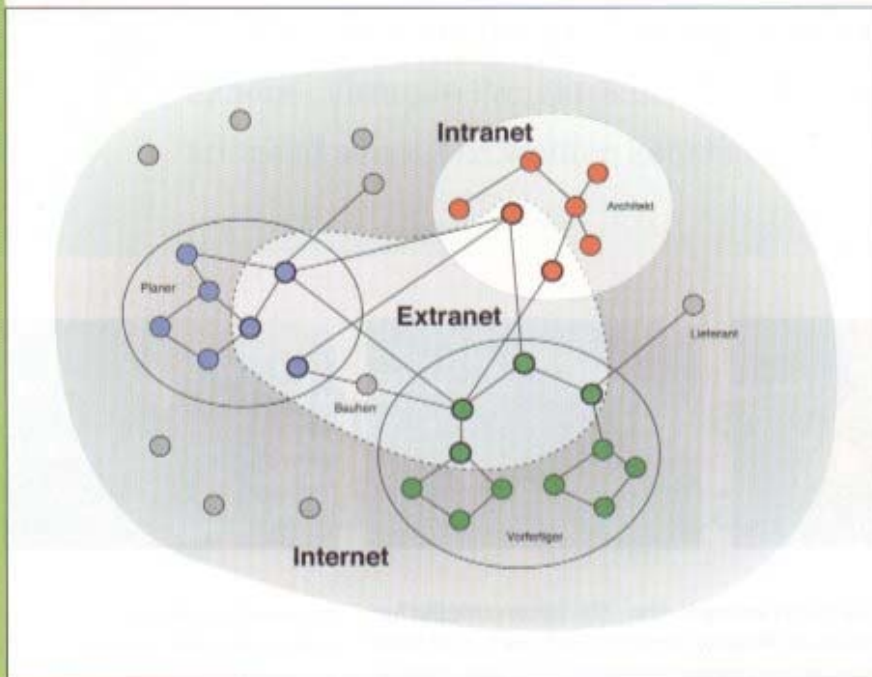 Intranet
Architekt
Planer
Extranet
Lieferant
Bauherr
Vorfertiger
Internet